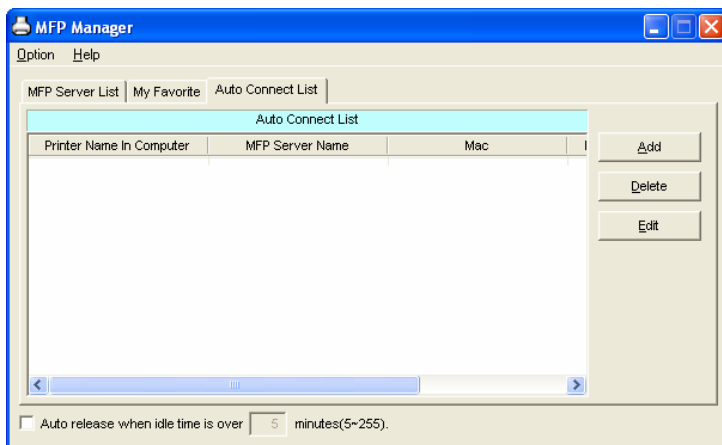 MFP Manager
Option Help
MFP Server List My Favorite Auto Connect List
Auto Connect List
Printer Name In Computer MFP Server Name Mac
Add
Delete
Edit
Auto release when idle time is over 5 minutes(5~255).